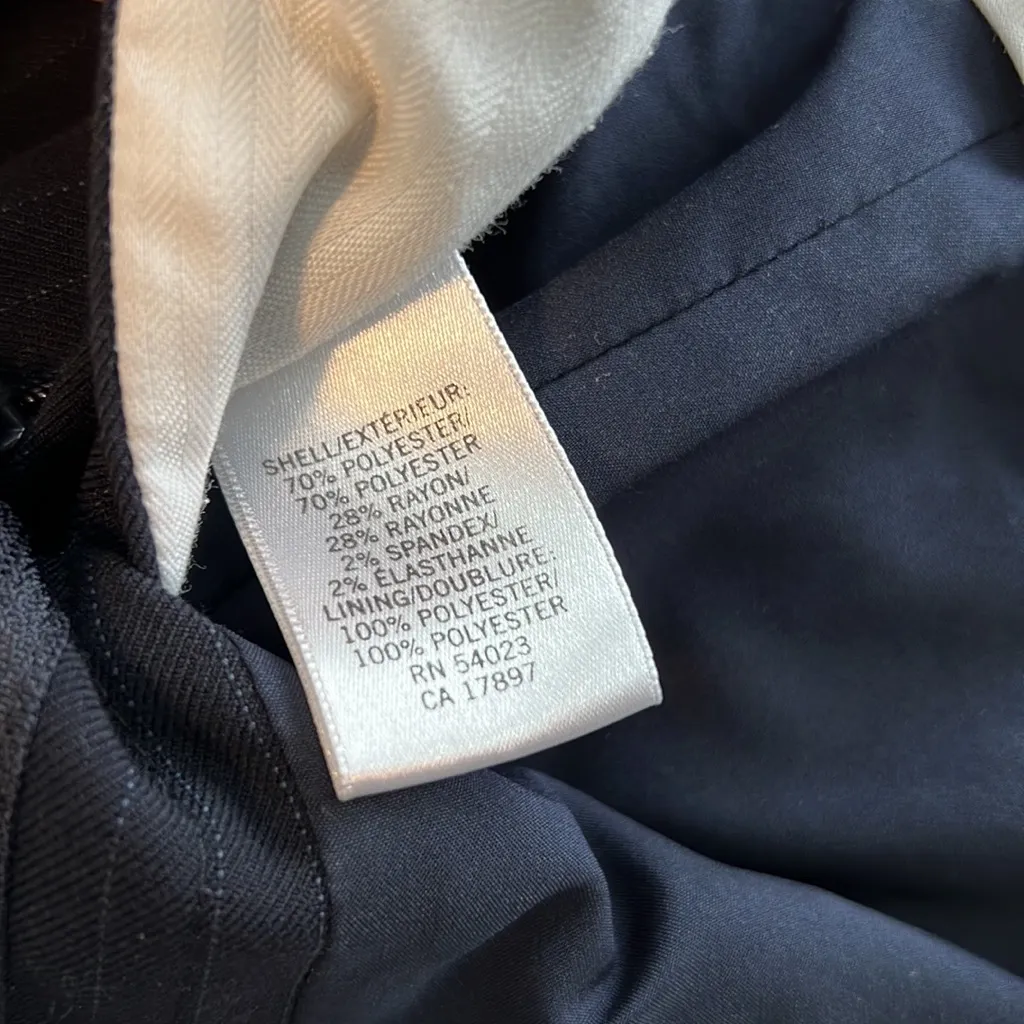 SHELL/EXTÉRIEUR:
70% POLYESTER/
70% POLYESTER
28% RAYON/
28% RAYONNE
2% SPANDEX/
2% ÉLASTHANNE
LINING/DOUBLURE:
100% POLYESTER/
100% POLYESTER
RN 54023
CA 17897